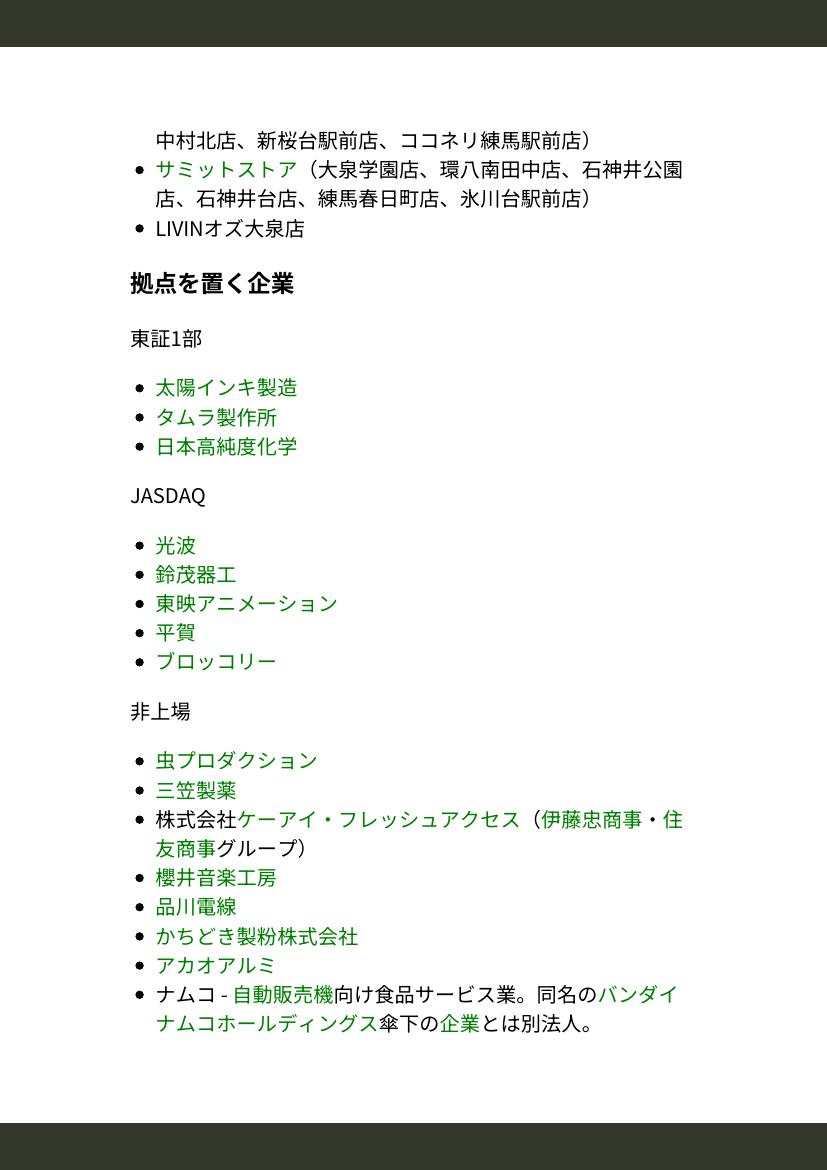 中村北店、新桜台駅前店、ココネリ練馬駅前店）
サミットストア（大泉学園店、環八南田中店、石神井公園
店、石神井台店、練馬春日町店、氷川台駅前店）
LIVINオズ大泉店
拠点を置く企業
東証1部
太陽インキ製造
タムラ製作所
日本高純度化学
JASDAQ
光波
鈴茂器工
東映アニメーション
平賀
ブロッコリー
非上場
虫プロダクション
三笠製薬
株式会社ケーアイ・フレッシュアクセス（伊藤忠商事・住
友商事グループ）
櫻井音楽工房
品川電線
かちどき製粉株式会社
アカオアルミ
ナムコ - 自動販売機向け食品サービス業。同名のバンダイ
ナムコホールディングス傘下の企業とは別法人。